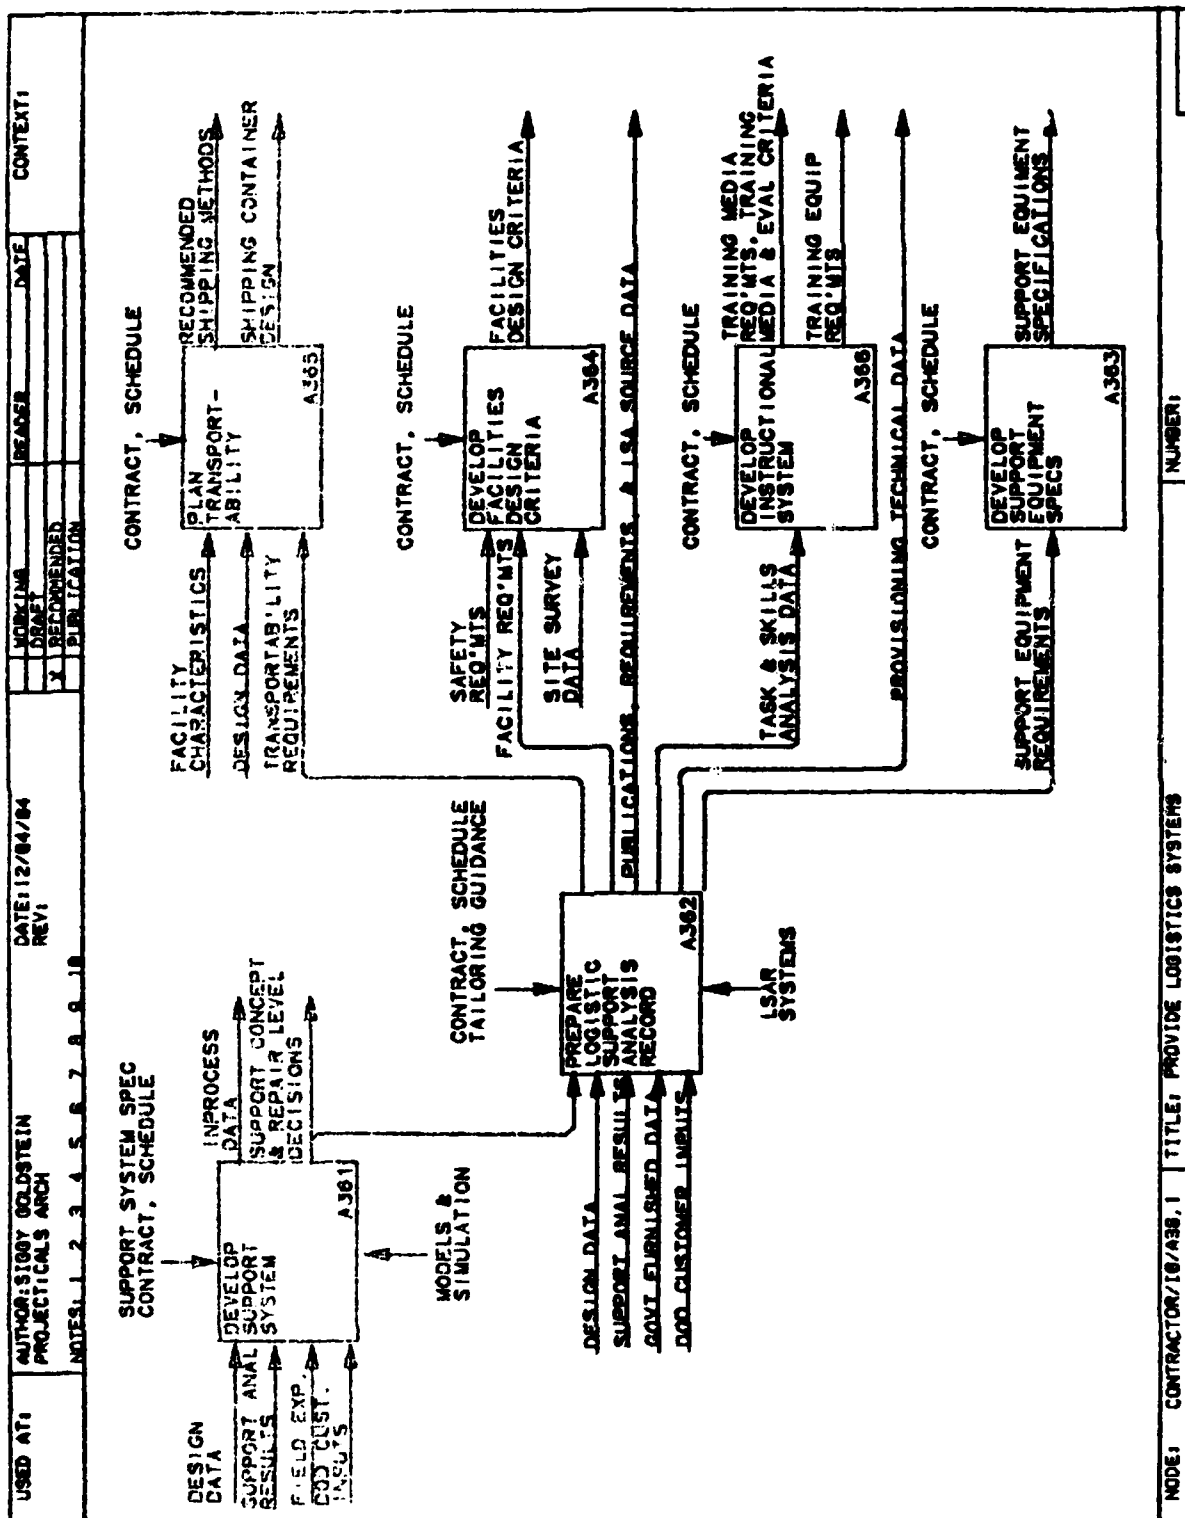 USED AT:
AUTHOR: SIGGY GOLDSTEIN
PROJECT: CALS ARCH
NOTES: 1 2 3 4 5 6 7 8 9 10
DATE: 12/04/84
REV:
WORKING
DRAFT
X RECOMMENDED
PUBLICATION
READER
DATE
CONTEXT:
SUPPORT SYSTEM SPEC
CONTRACT, SCHEDULE
DESIGN
DATA
SUPPORT ANAL
RESULTS
FIELD EXP,
DOD CUST.
INPUTS
DEVELOP
SUPPORT
SYSTEM
A361
INPROCESS
DATA
SUPPORT CONCEPT
& REPAIR LEVEL
DECISIONS
MODELS &
SIMULATION
FACILITY
CHARACTERISTICS
DESIGN DATA
TRANSPORTABILITY
REQUIREMENTS
CONTRACT, SCHEDULE
PLAN
TRANSPORT-
ABILITY
A365
RECOMMENDED
SHIPPING METHODS
SHIPPING CONTAINER
DESIGN
CONTRACT, SCHEDULE
TAILORING GUIDANCE
DESIGN DATA
SUPPORT ANAL RESULTS
GOVT FURNISHED DATA
DOD CUSTOMER INPUTS
PREPARE
LOGISTIC
SUPPORT
ANALYSIS
RECORD
A362
LSAR
SYSTEMS
SAFETY
REQ'MTS
FACILITY REQ'MTS
SITE SURVEY
DATA
CONTRACT, SCHEDULE
DEVELOP
FACILITIES
DESIGN
CRITERIA
A364
FACILITIES
DESIGN CRITERIA
PUBLICATIONS, REQUIREMENTS, & LSA SOURCE DATA
TASK & SKILLS
ANALYSIS DATA
CONTRACT, SCHEDULE
DEVELOP
INSTRUCTIONAL
SYSTEM
A366
TRAINING MEDIA
REQ'MTS, TRAINING
MEDIA & EVAL CRITERIA
TRAINING EQUIP
REQ'MTS
PROVISIONING TECHNICAL DATA
SUPPORT EQUIPMENT
REQUIREMENTS
CONTRACT, SCHEDULE
DEVELOP
SUPPORT
EQUIPMENT
SPECS
A363
SUPPORT EQUIMENT
SPECIFICATIONS
NODE: CONTRACTOR/10/A36, 1
TITLE: PROVIDE LOGISTICS SYSTEMS
NUMBER: